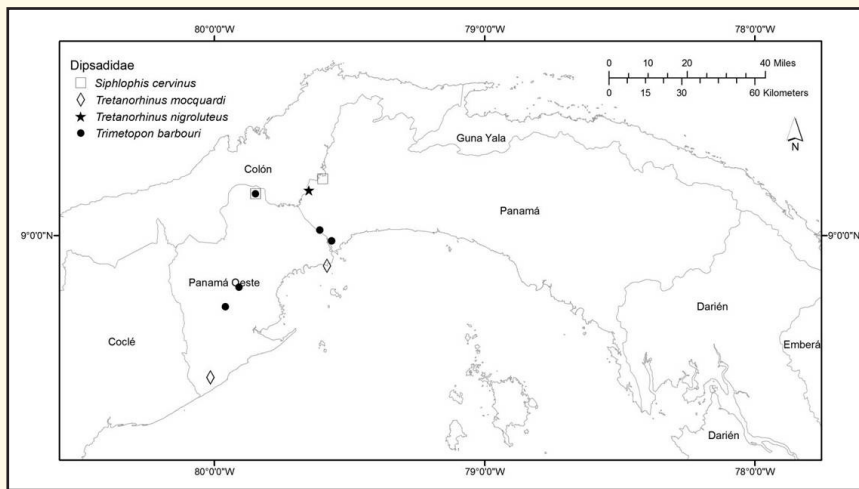 80°0'0"W 79°0'0"W 78°0'0"W
Dipsadidae
Siphlophis cervinus
Tretanorhinus mocquardi
Tretanorhinus nigroluteus
Trimetopon barbouri
0 10 20 40 Miles
0 15 30 60 Kilometers
N
Guna Yala
Colón
Panamá
9°0'0"N 9°0'0"N
Panamá Oeste
Darién
Coclé
Emberá
Darién
80°0'0"W 79°0'0"W 78°0'0"W